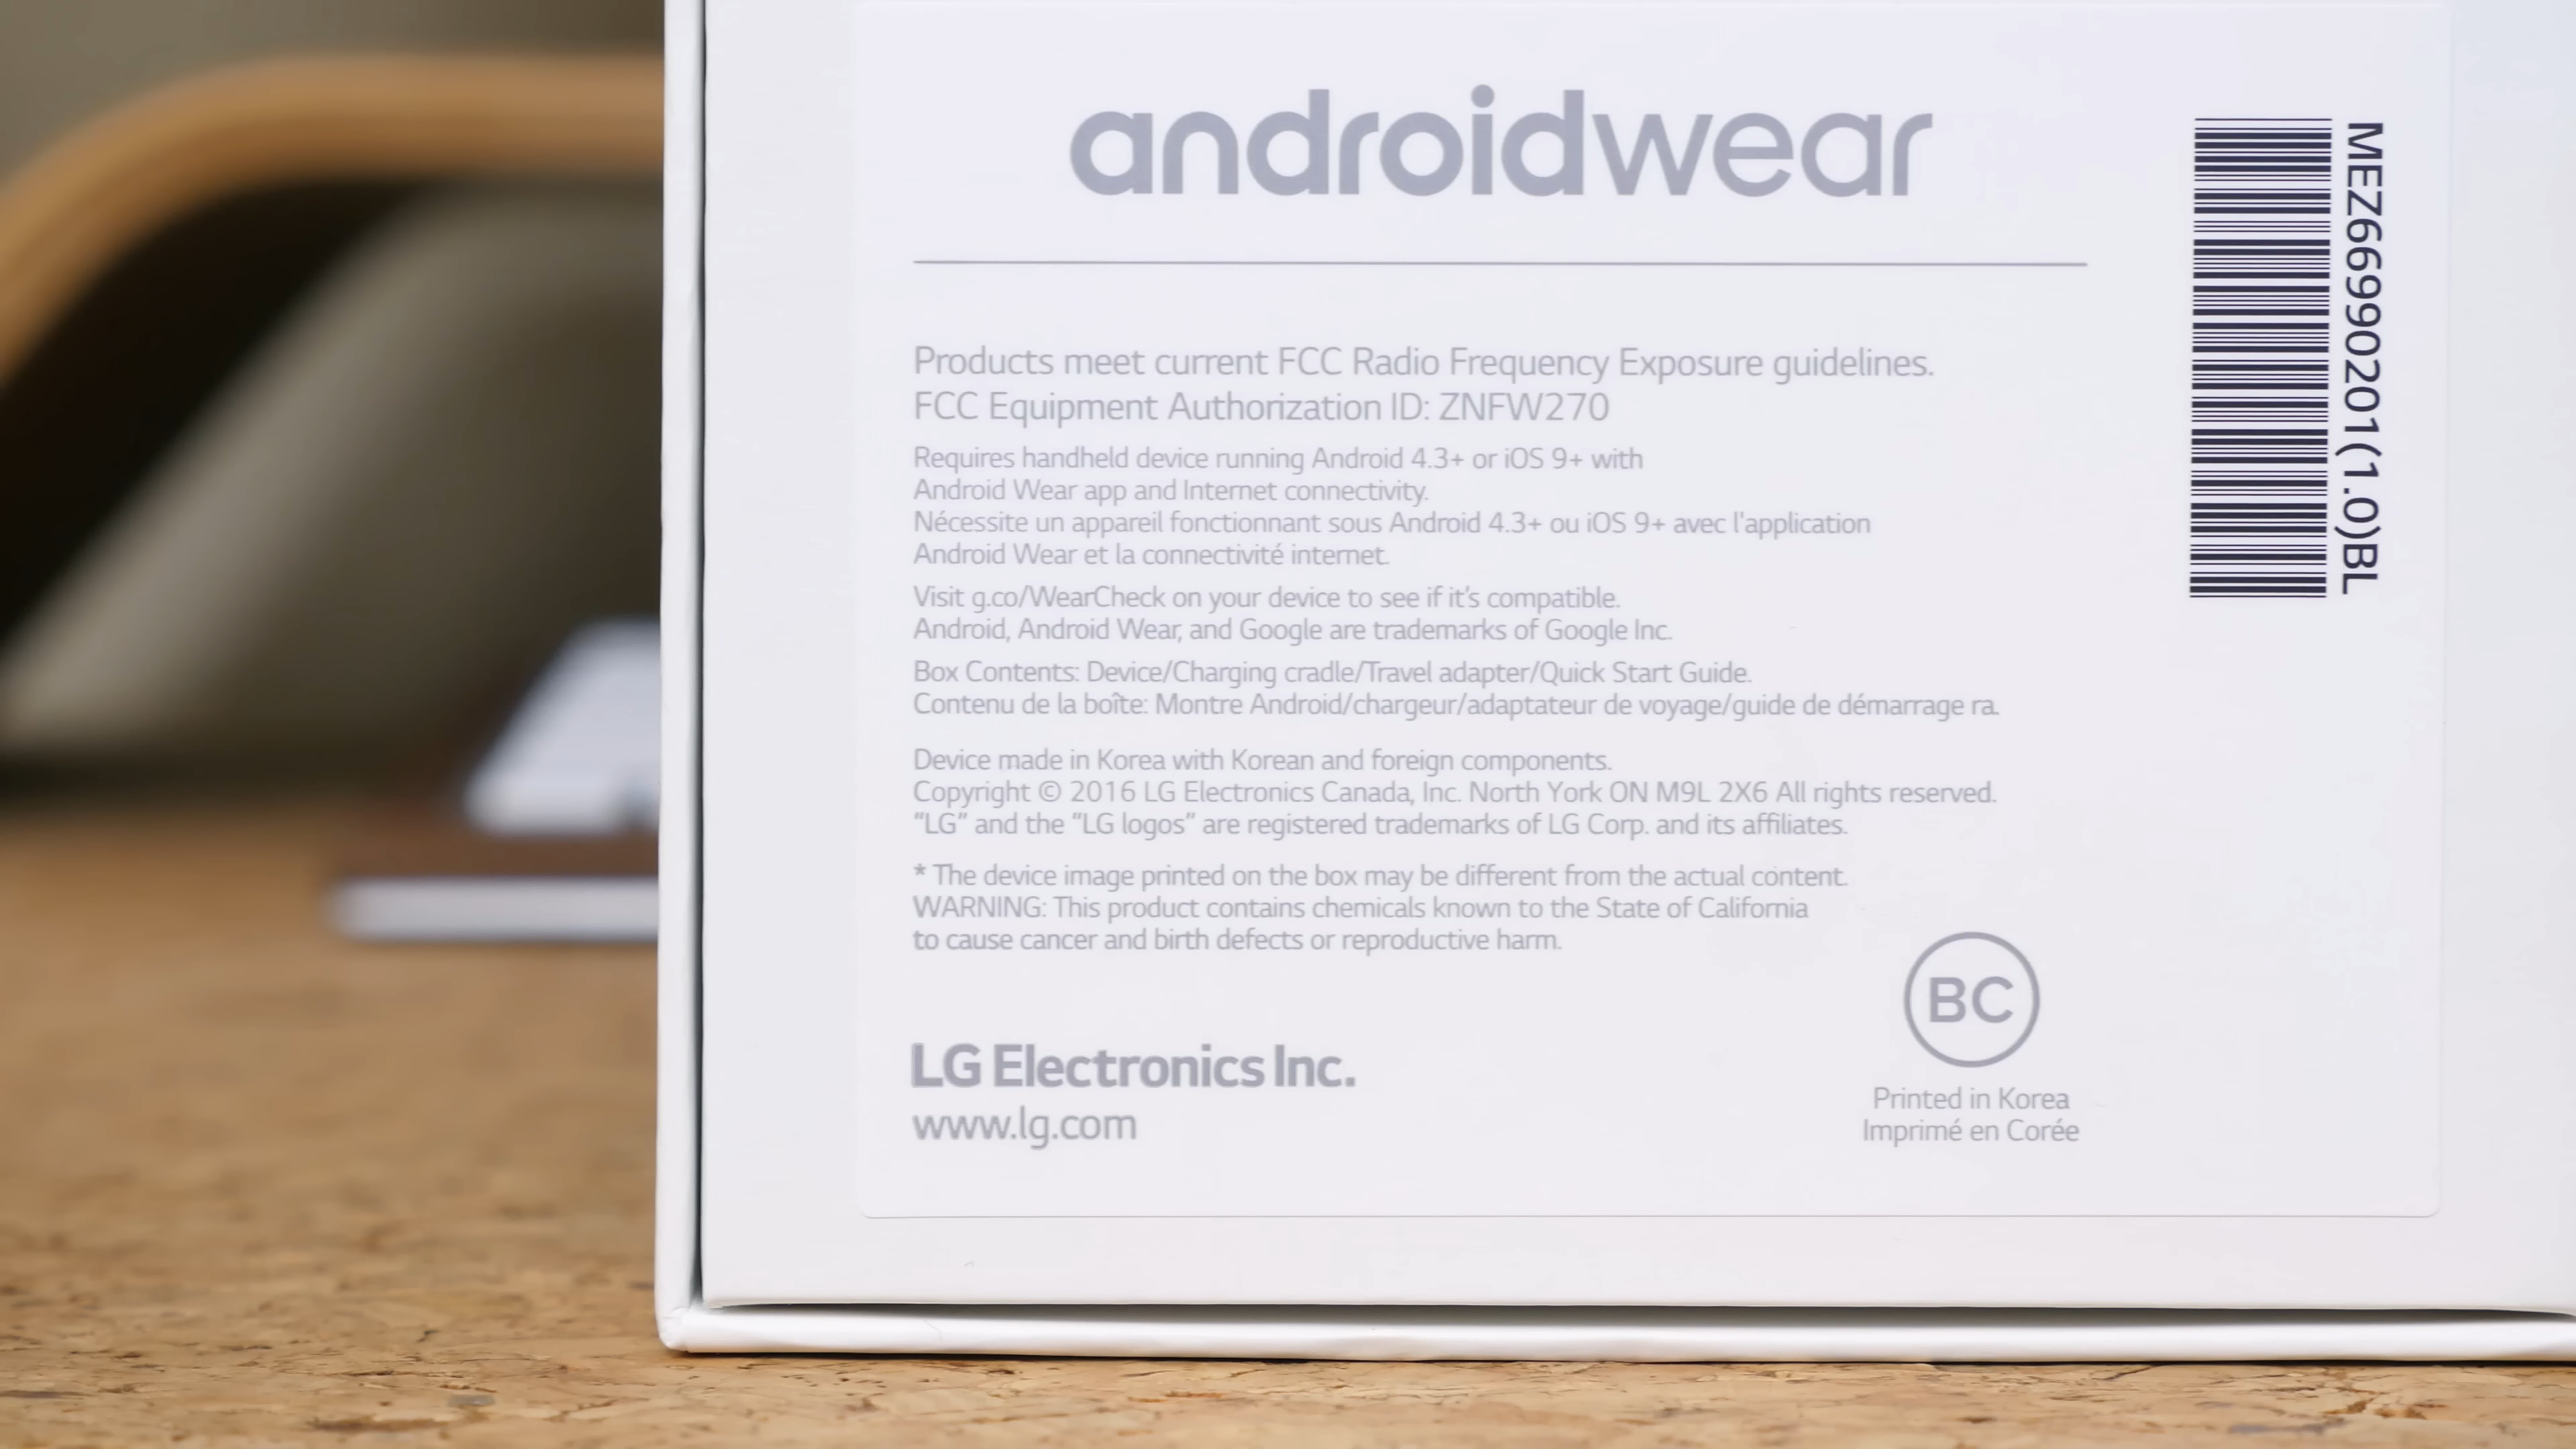 androidwear
MEZ66990201(1.0)BL
Products meet current FCC Radio Frequency Exposure guidelines.
FCC Equipment Authorization ID: ZNFW270
Requires handheld device running Android 4.3+ or iOS 9+ with
Android Wear app and Internet connectivity.
Nécessite un appareil fonctionnant sous Android 4.3+ ou iOS 9+ avec l'application
Android Wear et la connectivité internet.
Visit g.co/WearCheck on your device to see if it’s compatible.
Android, Android Wear, and Google are trademarks of Google Inc.
Box Contents: Device/Charging cradle/Travel adapter/Quick Start Guide.
Contenu de la boîte: Montre Android/chargeur/adaptateur de voyage/guide de démarrage ra.
Device made in Korea with Korean and foreign components.
Copyright © 2016 LG Electronics Canada, Inc. North York ON M9L 2X6 All rights reserved.
“LG” and the “LG logos” are registered trademarks of LG Corp. and its affiliates.
* The device image printed on the box may be different from the actual content.
WARNING: This product contains chemicals known to the State of California
to cause cancer and birth defects or reproductive harm.
BC
LG Electronics Inc.
www.lg.com
Printed in Korea
Imprimé en Corée